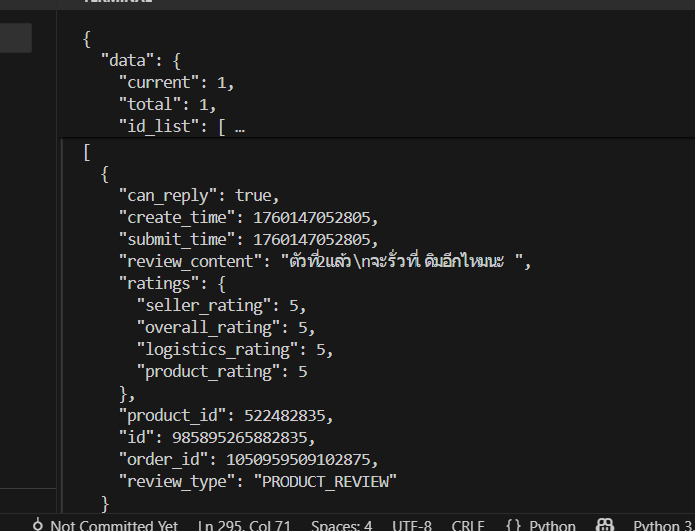 TERMINAL
{
"data": {
"current": 1,
"total": 1,
"id_list": [ …
[
{
"can_reply": true,
"create_time": 1760147052805,
"submit_time": 1760147052805,
"review_content": "ตัวที่2แล้ว\nจะรั่วที่เดิมอีกไหมนะ ",
"ratings": {
"seller_rating": 5,
"overall_rating": 5,
"logistics_rating": 5,
"product_rating": 5
},
"product_id": 522482835,
"id": 985895265882835,
"order_id": 1050959509102875,
"review_type": "PRODUCT_REVIEW"
}
Not Committed Yet Ln 295, Col 71 Spaces: 4 UTF-8 CRLF {} Python Python 3.